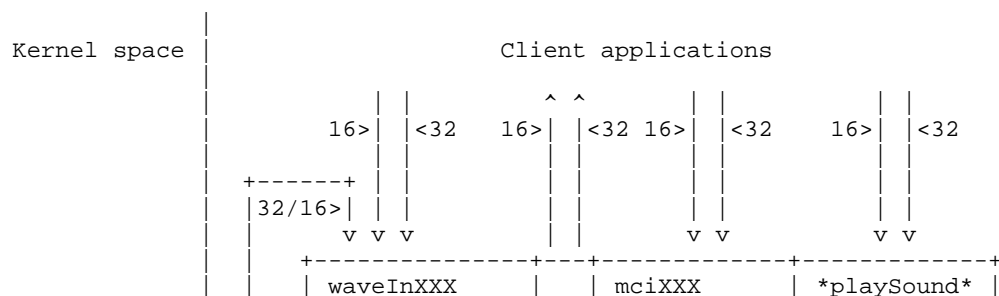 Kernel space | Client applications
16>| |<32 16>| |<32 16>| |<32 16>| |<32
+------+
|32/16>| | |
v v v | | v v v v
+---------------+---+-------------+-------------+
| waveInXXX | | mciXXX | *playSound* |